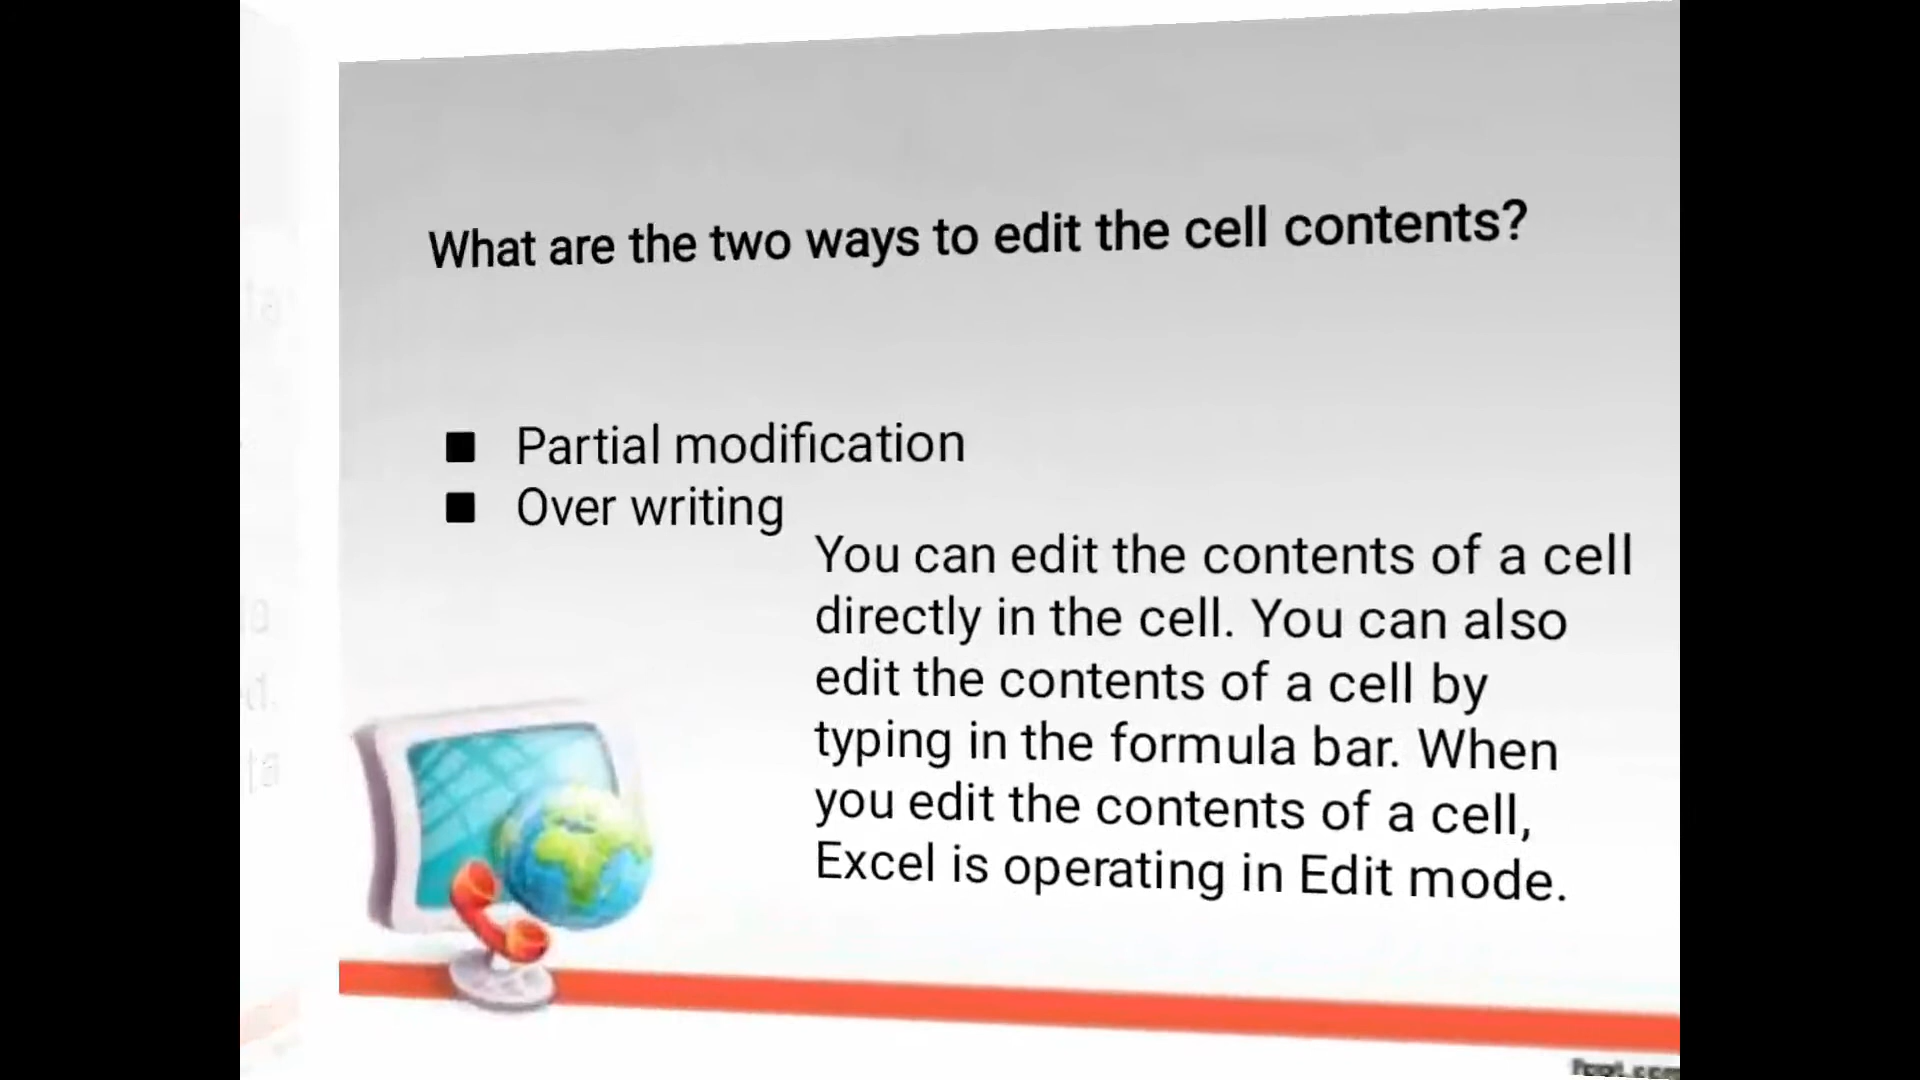 What are the two ways to edit the cell contents?
■ Partial modification
■ Over writing
You can edit the contents of a cell
directly in the cell. You can also
edit the contents of a cell by
typing in the formula bar. When
you edit the contents of a cell,
Excel is operating in Edit mode.